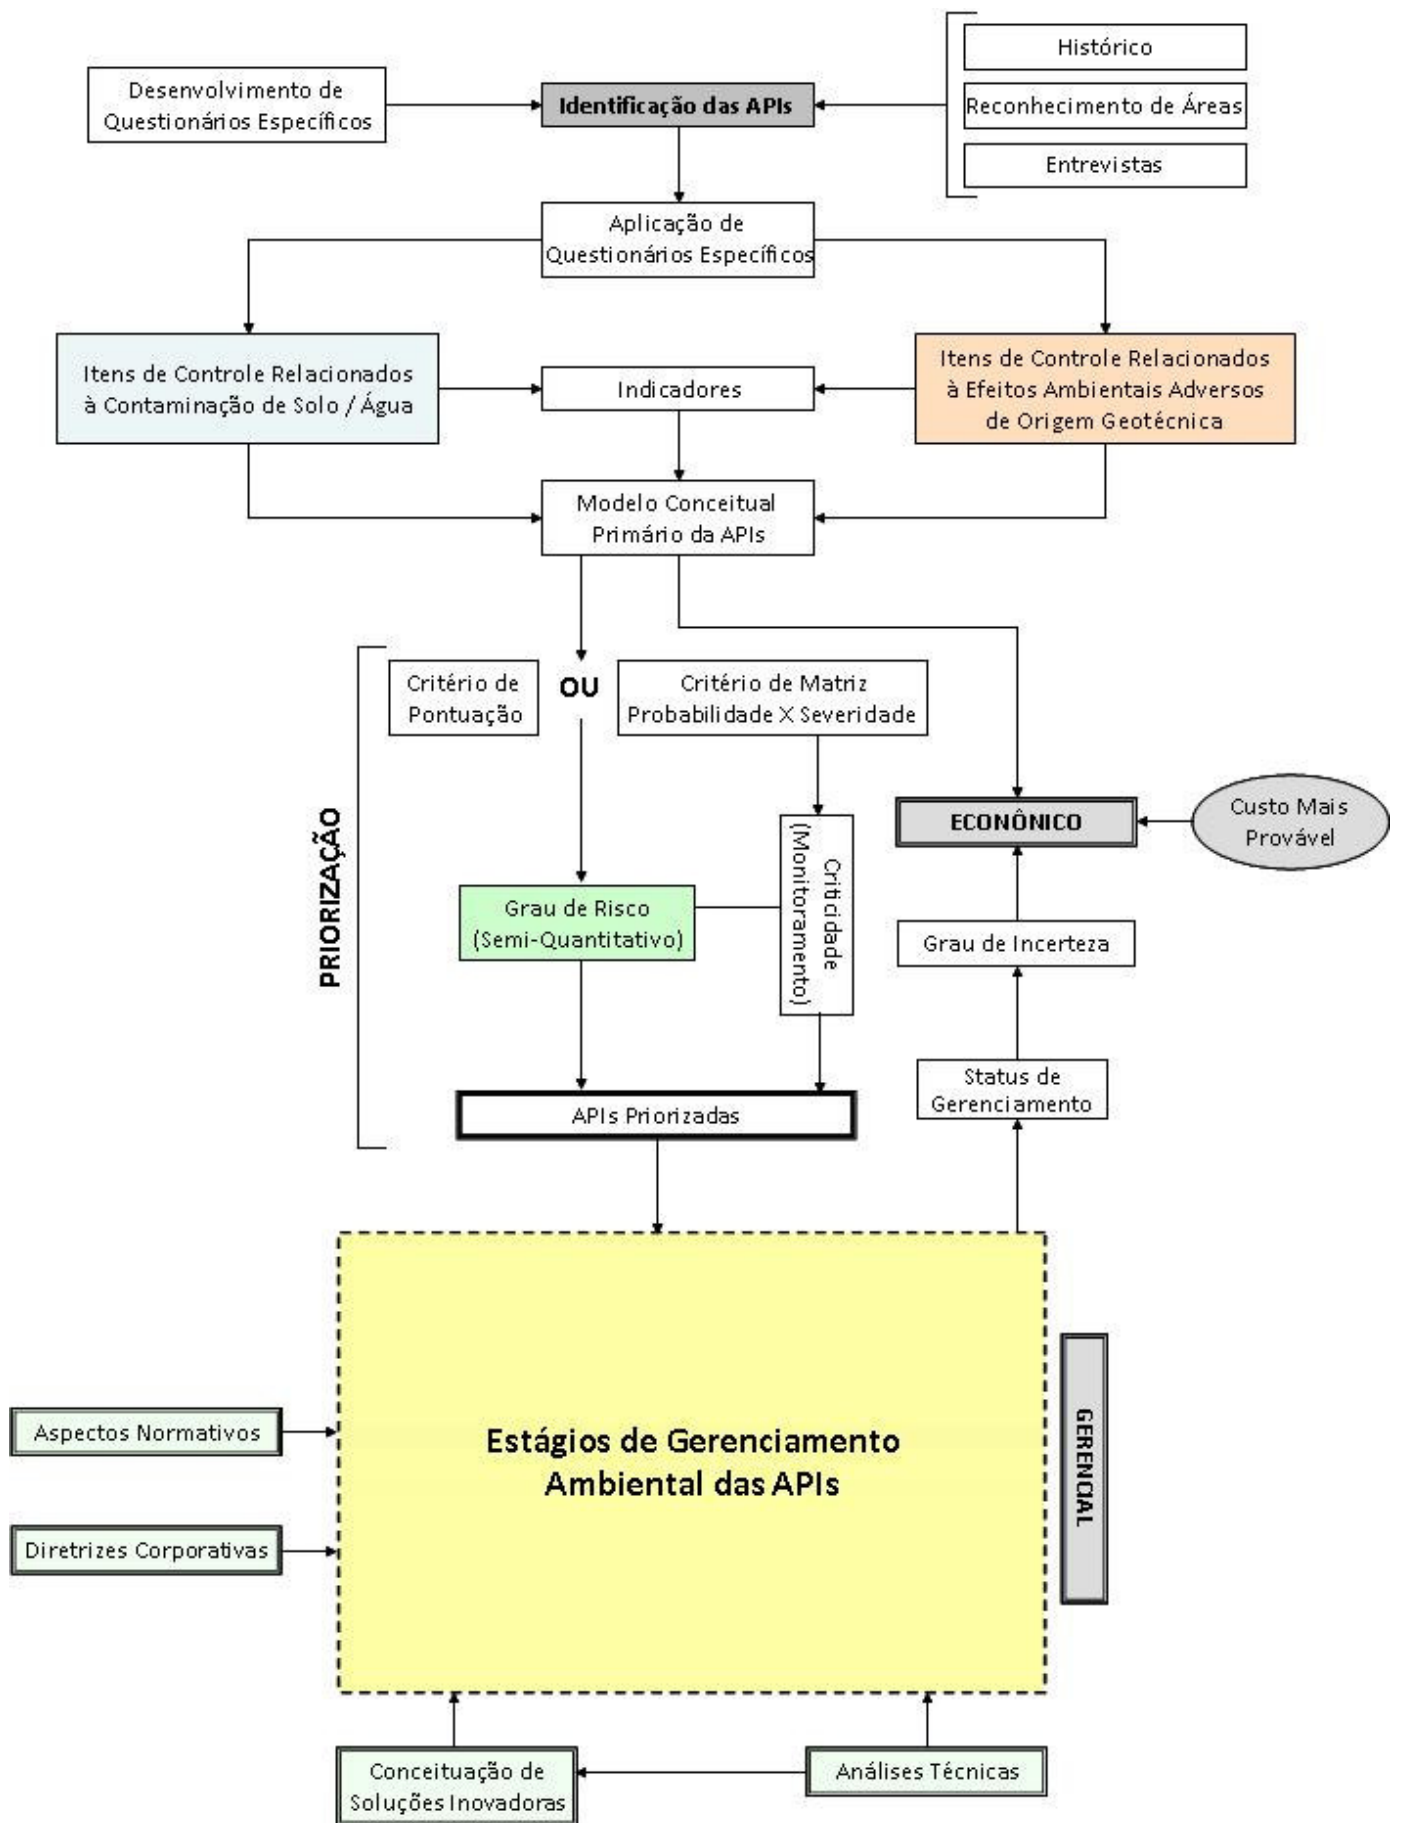 Histórico
Desenvolvimento de
Questionários Específicos
Identificação das APIs
Reconhecimento de Áreas
Entrevistas
Aplicação de
Questionários Específicos
Itens de Controle Relacionados
à Contaminação de Solo / Água
Indicadores
Itens de Controle Relacionados
à Efeitos Ambientais Adversos
de Origem Geotécnica
Modelo Conceitual
Primário da APIs
PRIORIZAÇÃO
Critério de
Pontuação
OU
Critério de Matriz
Probabilidade X Severidade
ECONÔNICO
Custo Mais
Provável
Grau de Risco
(Semi-Quantitativo)
Criticidade
(Monitoramento)
Grau de Incerteza
Status de
Gerenciamento
APIs Priorizadas
Aspectos Normativos
Diretrizes Corporativas
Estágios de Gerenciamento
Ambiental das APIs
GERENCIAL
Conceituação de
Soluções Inovadoras
Análises Técnicas